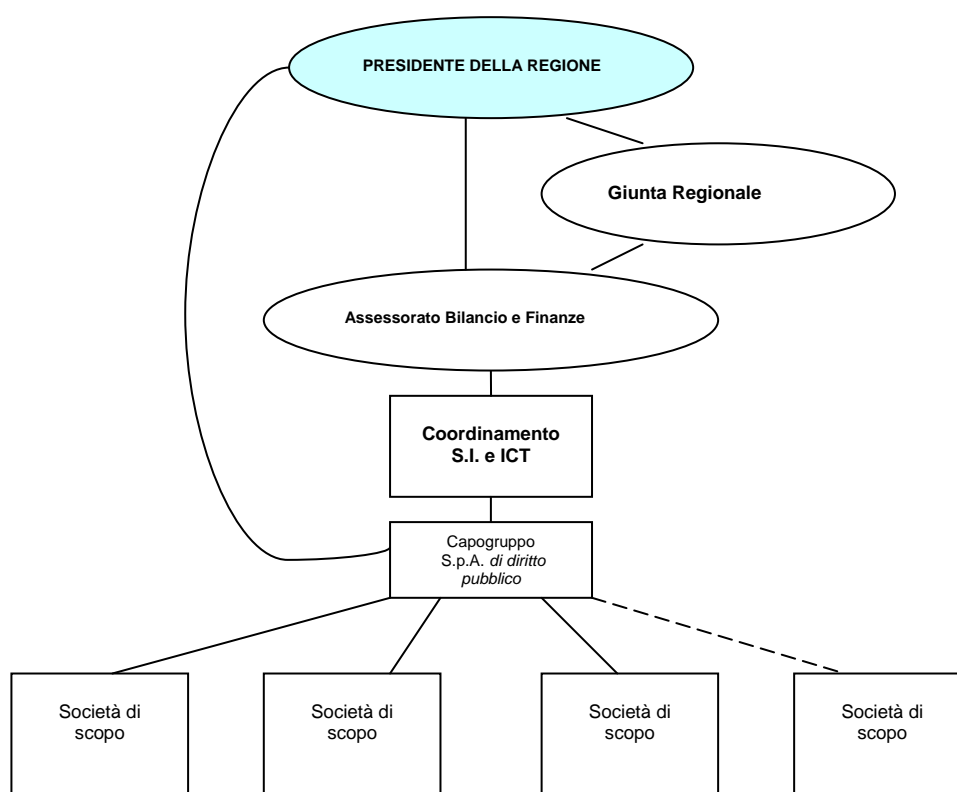 PRESIDENTE DELLA REGIONE
Giunta Regionale
Assessorato Bilancio e Finanze
Coordinamento
S.I. e ICT
Capogruppo
S.p.A. di diritto
pubblico
Società di
scopo
Società di
scopo
Società di
scopo
Società di
scopo